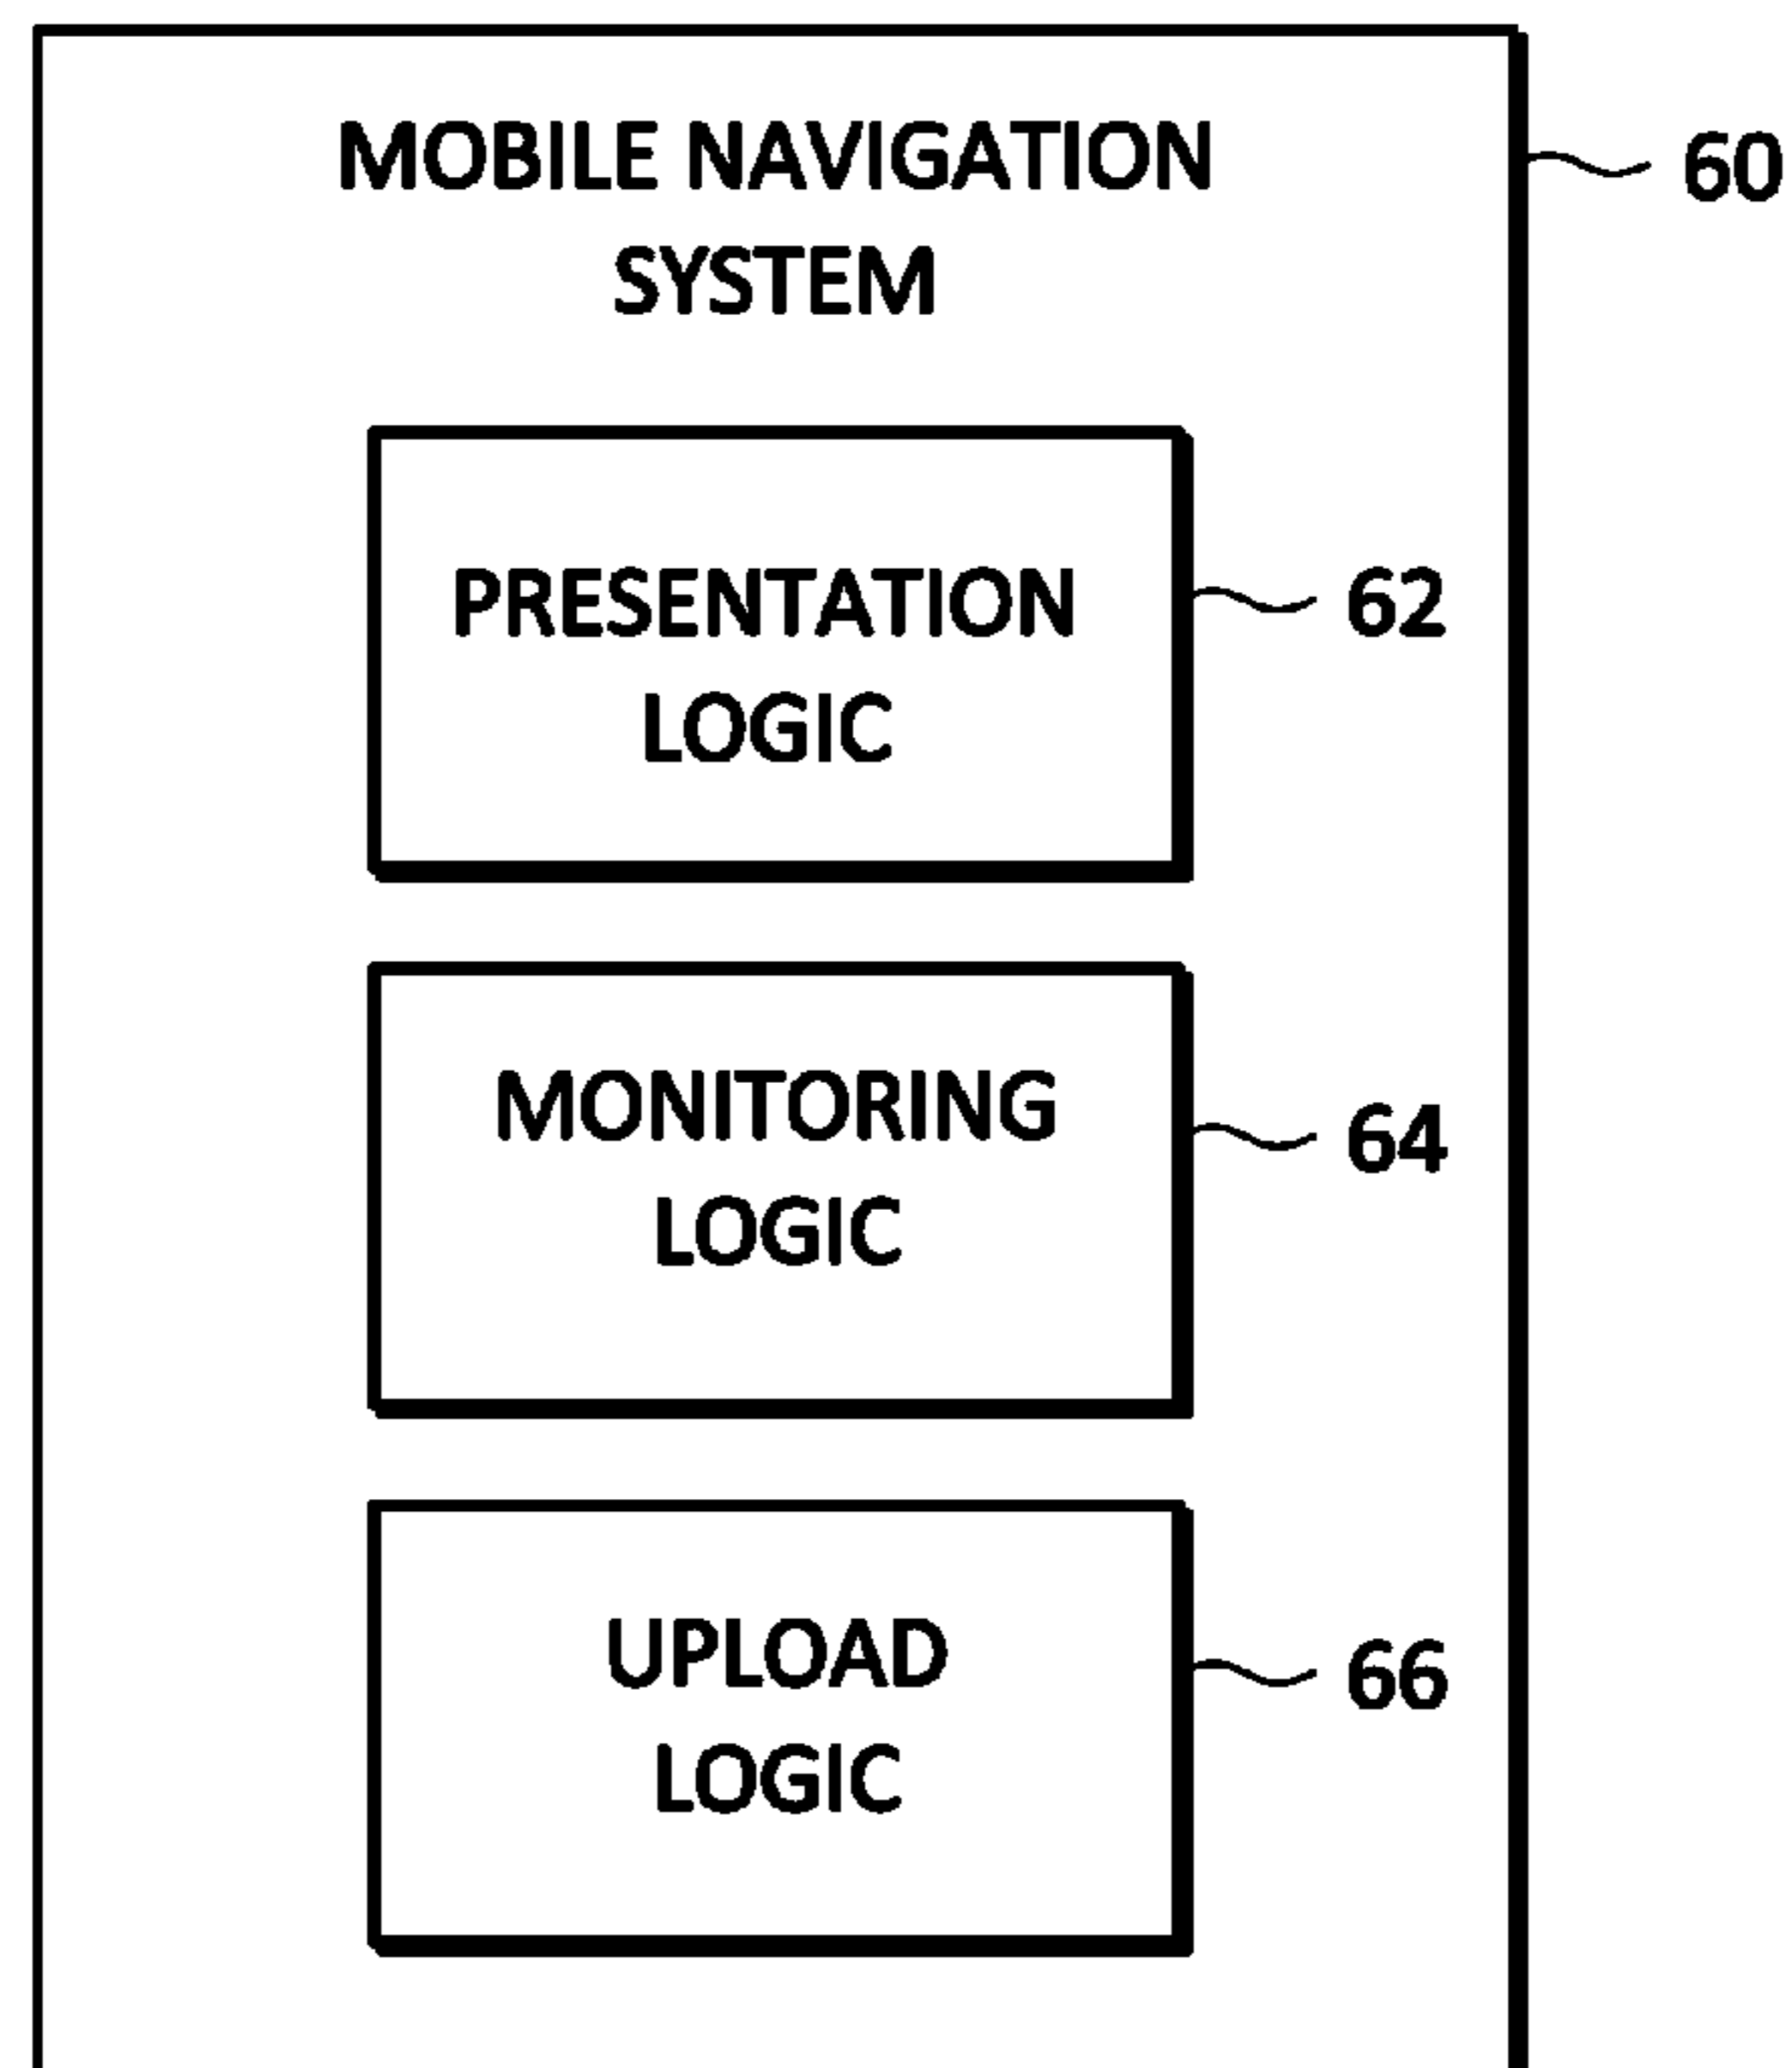 MOBILE NAVIGATION
60
SYSTEM
PRESENTATION
62
LOGIC
MONITORING
64
LOGIC
UPLOAD
66
LOGIC